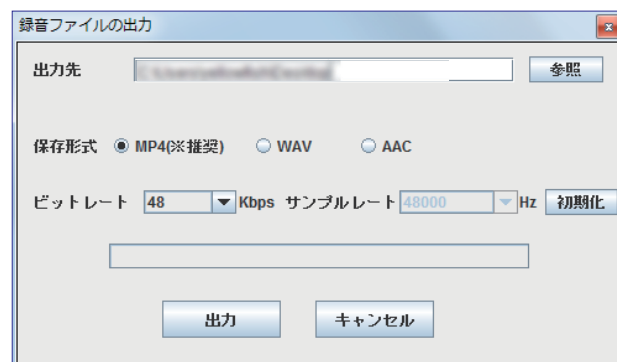 録音ファイルの出力
出力先 参照
保存形式 MP4(※推奨) WAV AAC
ビットレート 48 Kbps サンプルレート 48000 Hz 初期化
出力 キャンセル